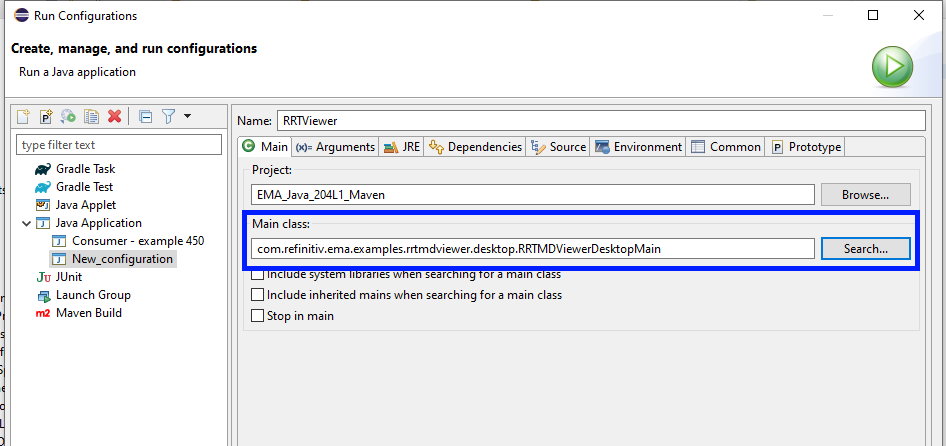 Run Configurations
Create, manage, and run configurations
Run a Java application
type filter text
Gradle Task
Gradle Test
Java Applet
Java Application
Consumer - example 450
New_configuration
JUnit
Launch Group
m2 Maven Build
Name: RRTViewer
Main (x)= Arguments JRE Dependencies Source Environment Common Prototype
Project:
EMA_Java_204L1_Maven Browse...
Main class:
com.refinitiv.ema.examples.rrtmdviewer.desktop.RRTMDViewerDesktopMain Search...
Include system libraries when searching for a main class
Include inherited mains when searching for a main class
Stop in main